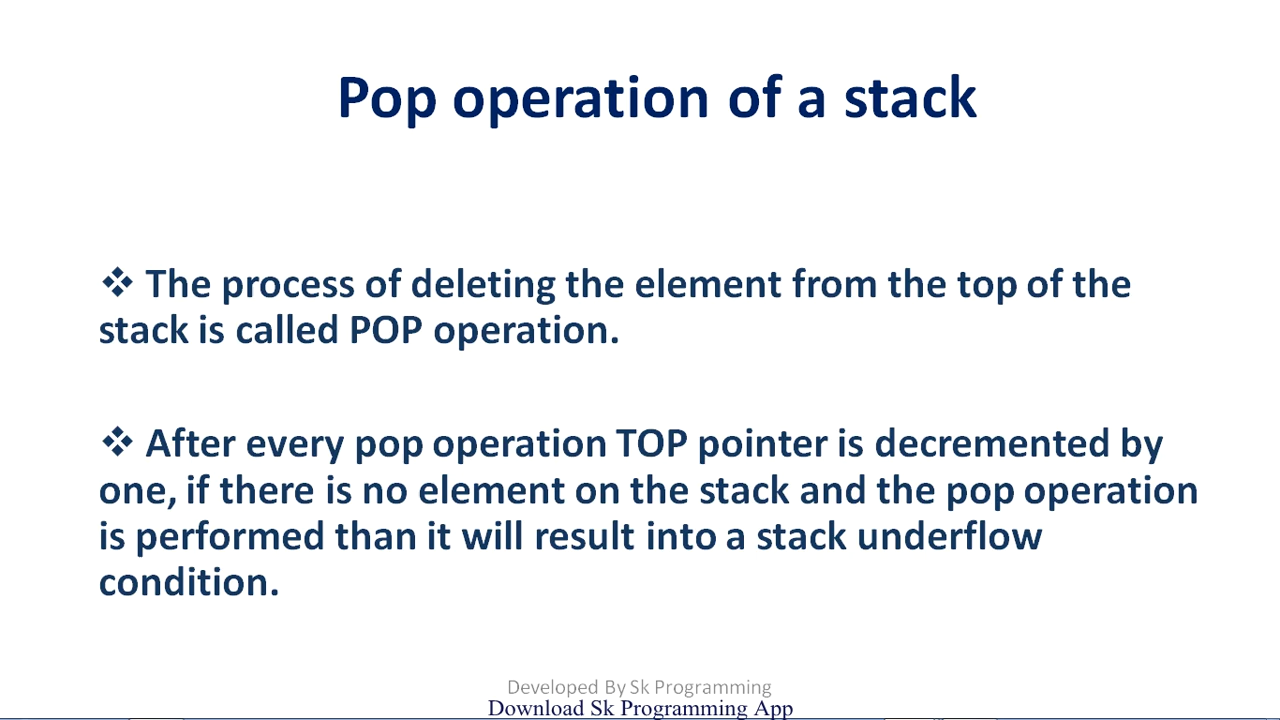 Pop operation of a stack
❖ The process of deleting the element from the top of the
stack is called POP operation.
❖ After every pop operation TOP pointer is decremented by
one, if there is no element on the stack and the pop operation
is performed than it will result into a stack underflow
condition.
Developed By Sk Programming
Download Sk Programming App